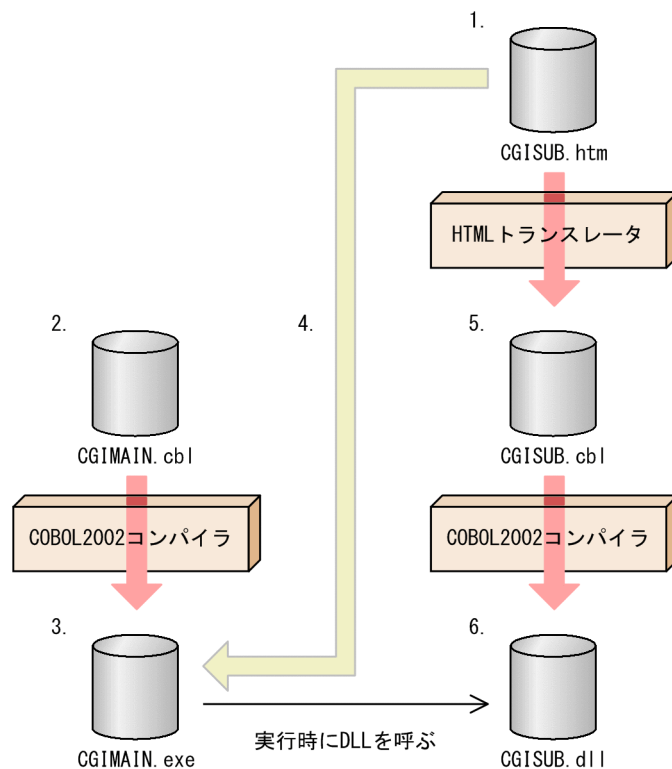 1.
CGISUB.htm
HTMLトランスレータ
2.
4.
5.
CGIMAIN.cbl
CGISUB.cbl
COBOL2002コンパイラ
COBOL2002コンパイラ
3.
6.
実行時にDLLを呼ぶ
CGIMAIN.exe
CGISUB.dll